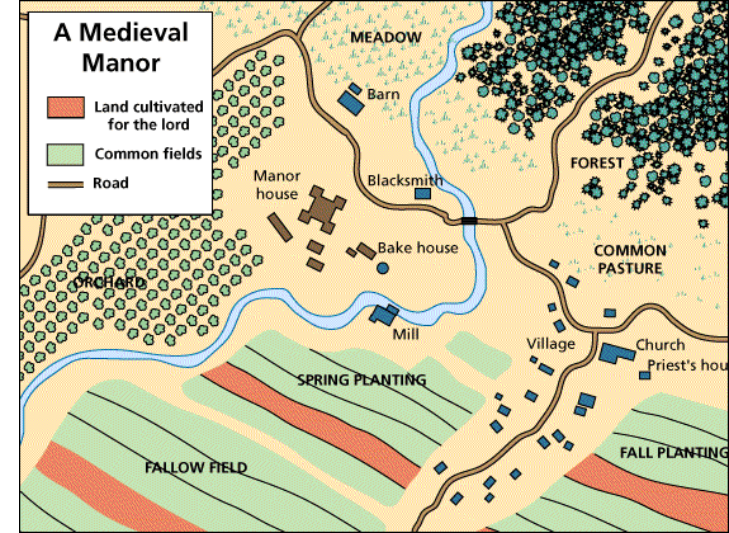 A Medieval
Manor
Land cultivated
for the lord
Common fields
Road
MEADOW
Barn
FOREST
Manor
house
Blacksmith
Bake house
COMMON
PASTURE
ORCHARD
Mill
Village
Church
Priest's hou
SPRING PLANTING
FALLOW FIELD
FALL PLANTING